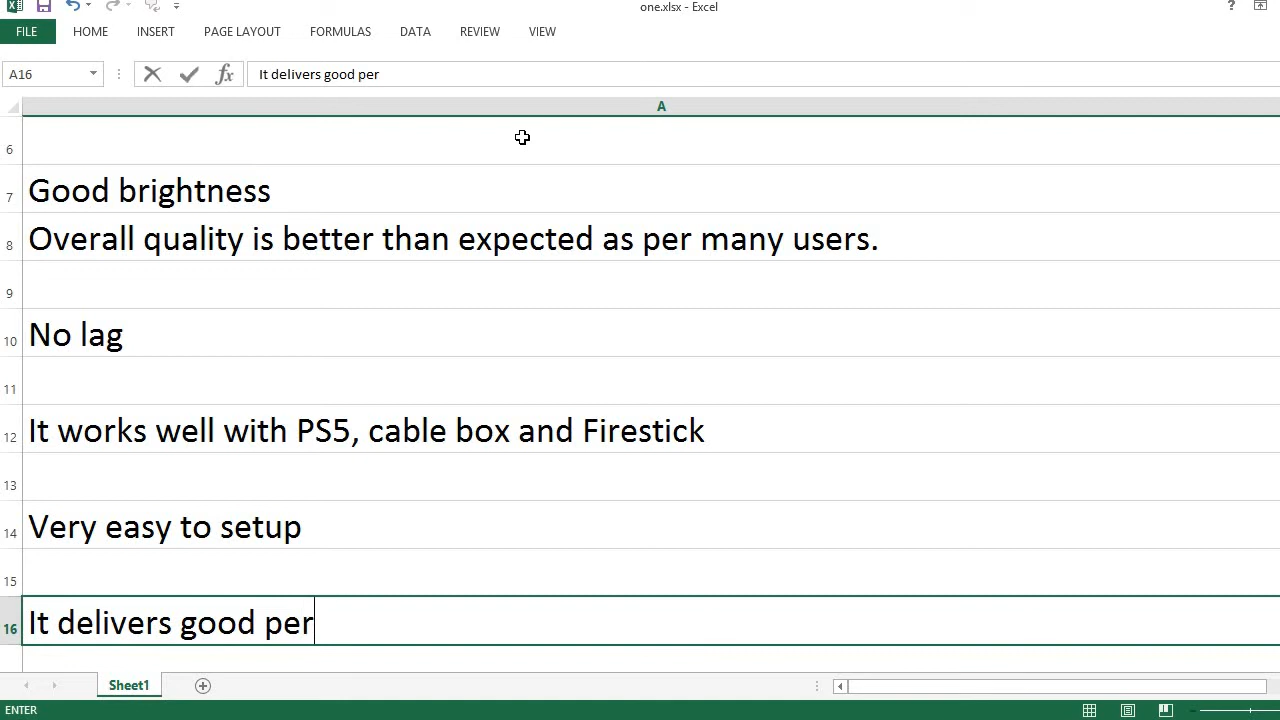 one.xlsx - Excel
?
FILE HOME INSERT PAGE LAYOUT FORMULAS DATA REVIEW VIEW
A16 fx It delivers good per
A
6
7 Good brightness
8 Overall quality is better than expected as per many users.
9
10 No lag
11
12 It works well with PS5, cable box and Firestick
13
14 Very easy to setup
15
16 It delivers good per
Sheet1
ENTER